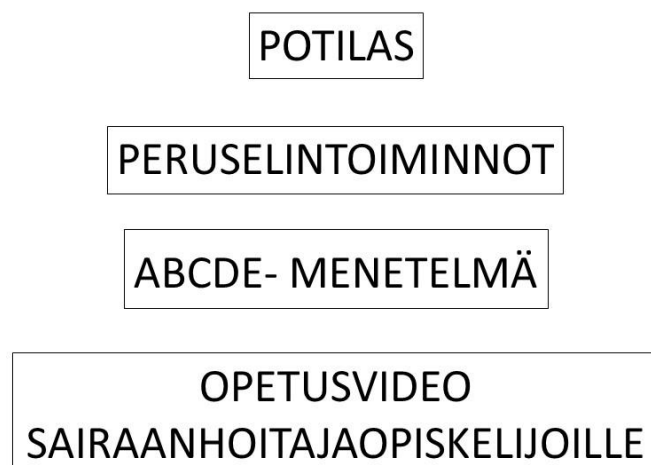 POTILAS
PERUSELINTOIMINNOT
ABCDE- MENETELMÄ
OPETUSVIDEO
SAIRAANHOITAJAOPISKELIJOILLE